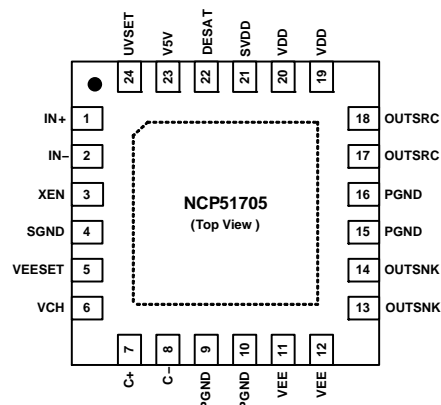 UVSET V5V DESAT SVDD VDD VDD
24 23 22 21 20 19
IN+ 1 18 OUTSRC
IN− 2 17 OUTSRC
XEN 3 16 PGND
SGND 4 15 PGND
VEESET 5 14 OUTSNK
VCH 6 13 OUTSNK
NCP51705
(Top View )
7 8 9 10 11 12
C+ C− PGND PGND VEE VEE